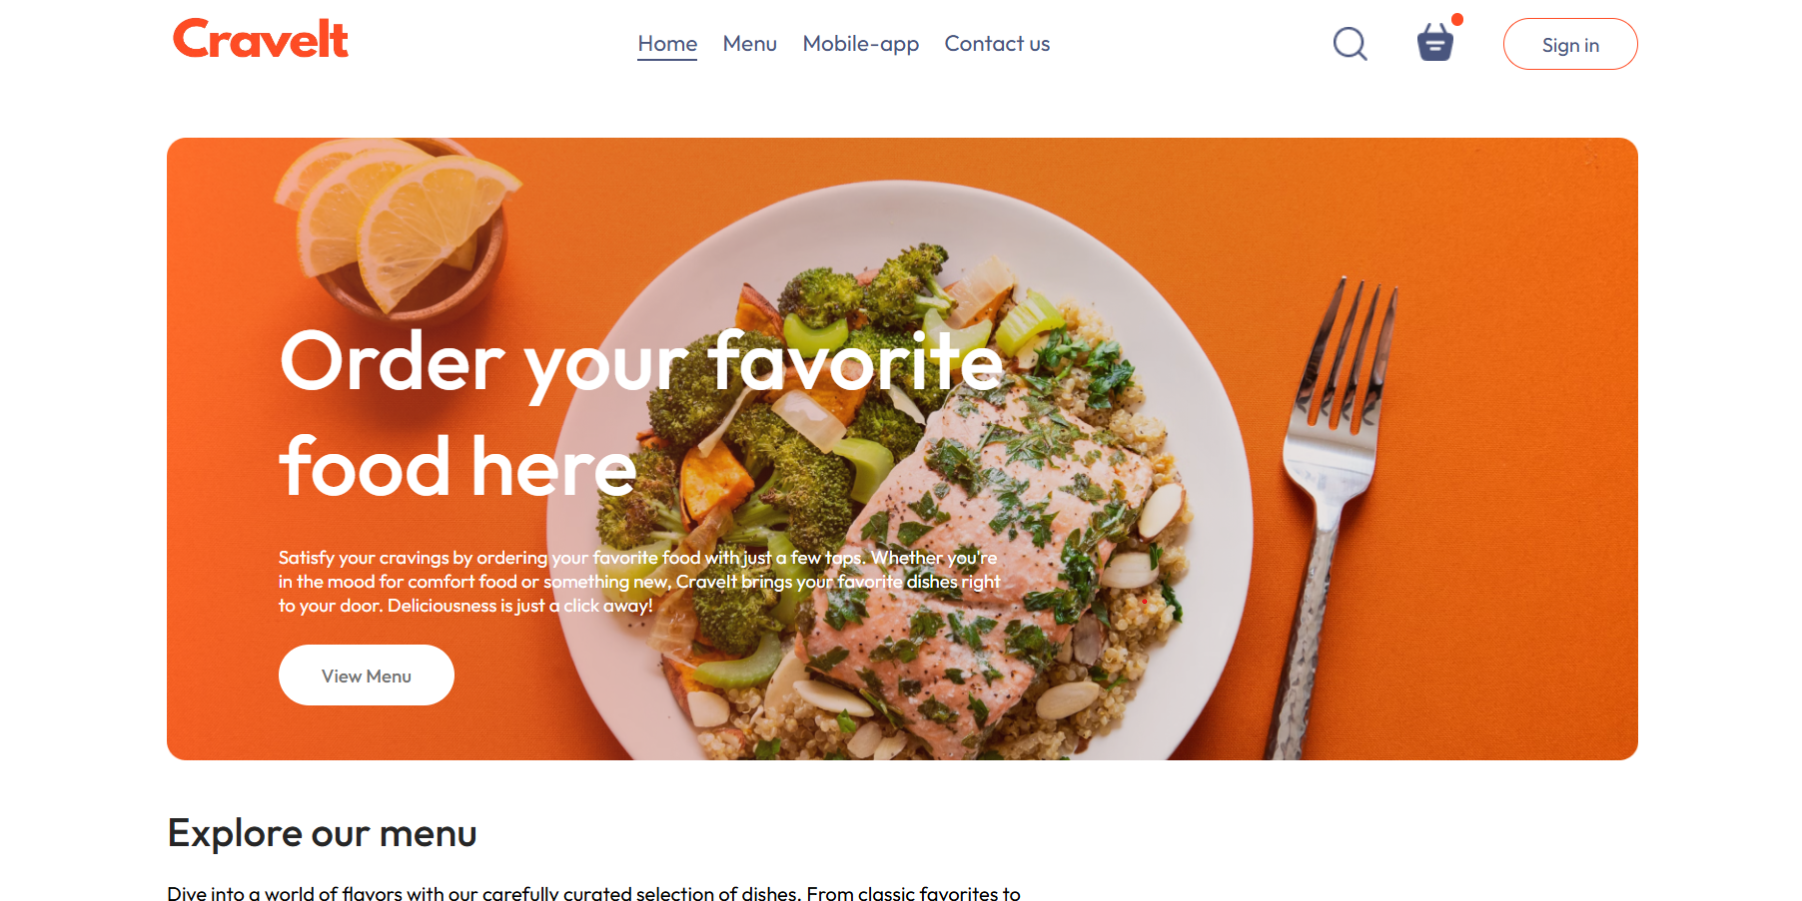 CraveIt
Home Menu Mobile-app Contact us
Sign in
Order your favorite
food here
Satisfy your cravings by ordering your favorite food with just a few taps. Whether you're
in the mood for comfort food or something new, CraveIt brings your favorite dishes right
to your door. Deliciousness is just a click away!
View Menu
Explore our menu
Dive into a world of flavors with our carefully curated selection of dishes. From classic favorites to